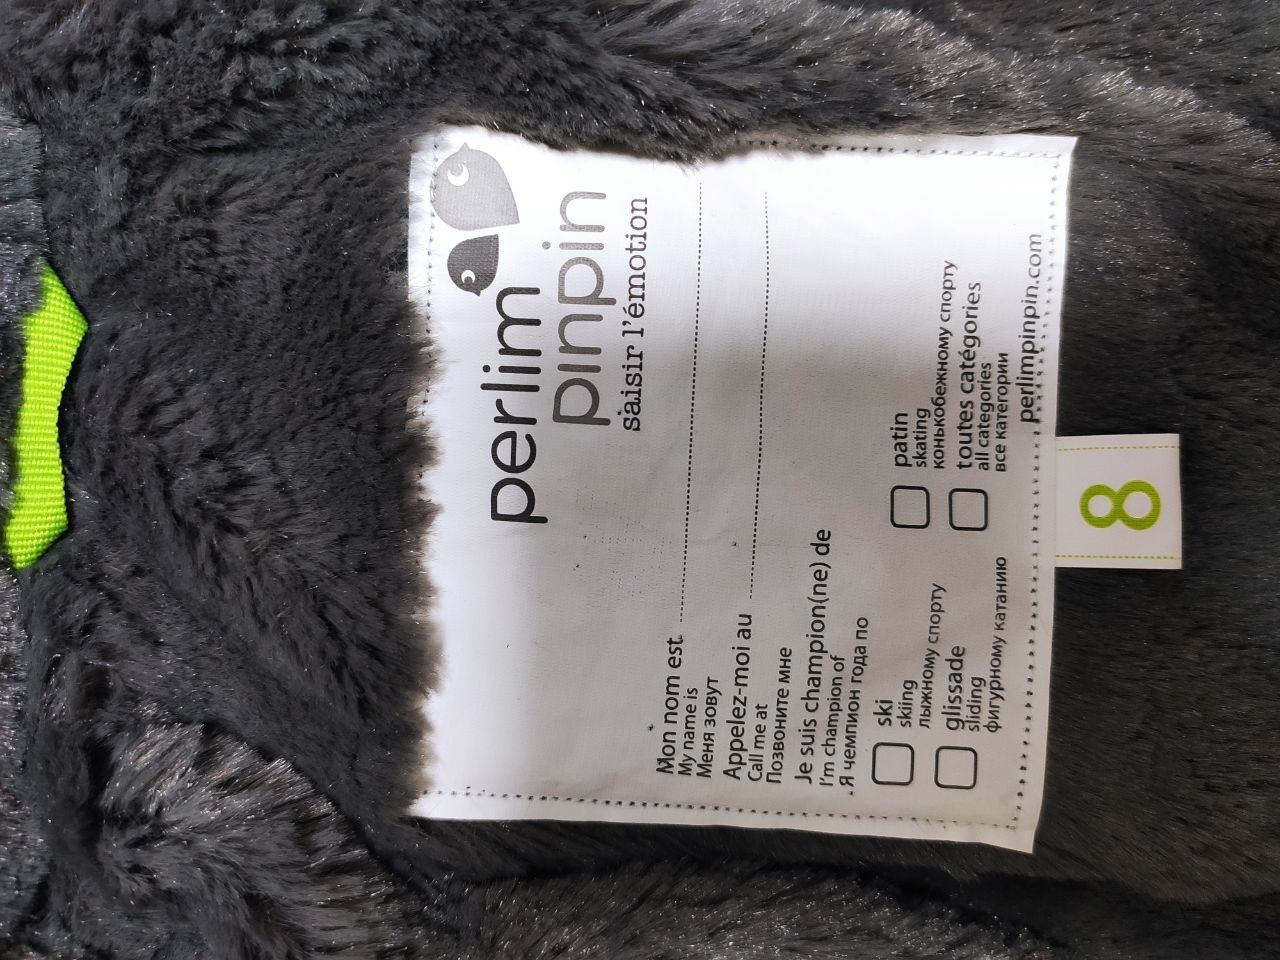 perlim
pinpin
saisir l'émotion
Mon nom est
My name is
Меня зовут
Appelez-moi au
Call me at
Позвоните мне
Je suis champion(ne) de
I'm champion of
Я чемпион года по
ski
skiing
лыжному спорту
patin
skating
конькобежному спорту
glissade
sliding
фигурному катанию
toutes catégories
all categories
все категории
perlimpinpin.com
8